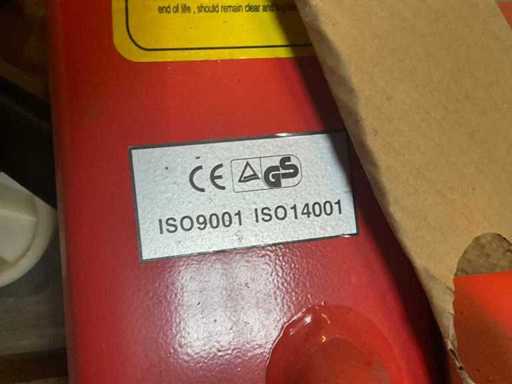 end of life , should remain clear and
CE GS
ISO9001 ISO14001